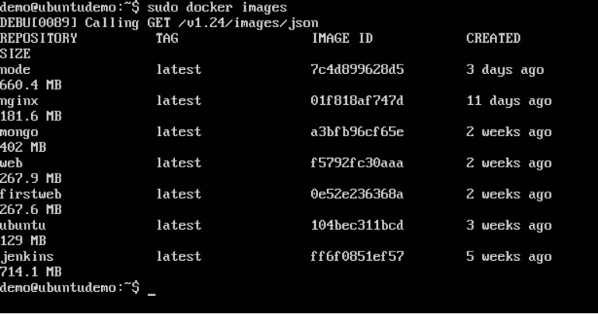 demo@ubuntudemo:~$ sudo docker images
DEBU[0089] Calling GET /v1.24/images/json
REPOSITORY TAG IMAGE ID CREATED
SIZE
node latest 7c4d899628d5 3 days ago
660.4 MB
nginx latest 01f818af747d 11 days ago
181.6 MB
mongo latest a3bfb96cf65e 2 weeks ago
402 MB
web latest f5792fc30aaa 2 weeks ago
267.9 MB
firstweb latest 0e52e236368a 2 weeks ago
267.6 MB
ubuntu latest 104bec311bcd 3 weeks ago
129 MB
jenkins latest ff6f0851ef57 5 weeks ago
714.1 MB
demo@ubuntudemo:~$ _